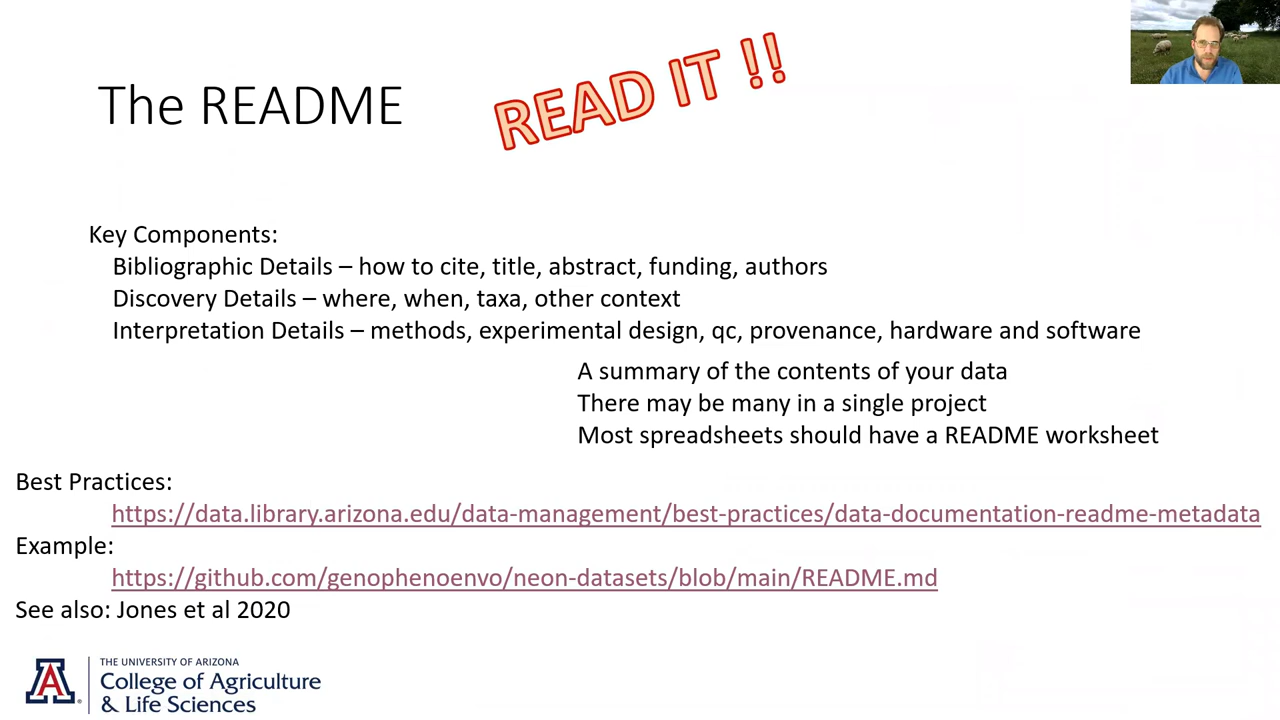 The README
READ IT !!
Key Components:
Bibliographic Details – how to cite, title, abstract, funding, authors
Discovery Details – where, when, taxa, other context
Interpretation Details – methods, experimental design, qc, provenance, hardware and software
A summary of the contents of your data
There may be many in a single project
Most spreadsheets should have a README worksheet
Best Practices:
https://data.library.arizona.edu/data-management/best-practices/data-documentation-readme-metadata
Example:
https://github.com/genophenoenvo/neon-datasets/blob/main/README.md
See also: Jones et al 2020
A
THE UNIVERSITY OF ARIZONA
College of Agriculture
& Life Sciences